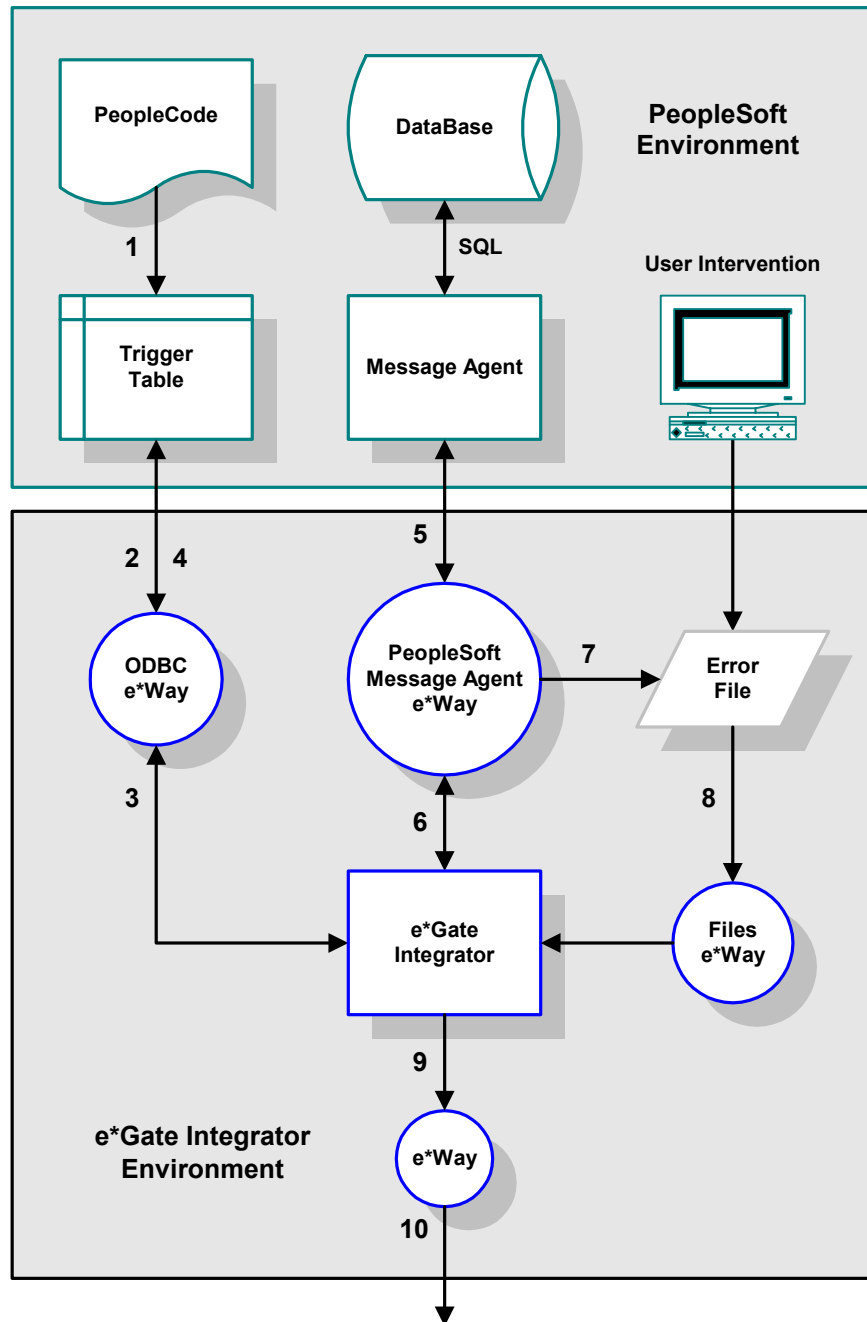 PeopleCode
DataBase
PeopleSoft
Environment
1
SQL
User Intervention
Trigger
Table
Message Agent
2 4
5
ODBC
e*Way
PeopleSoft
Message Agent
e*Way
7
Error
File
3
6
8
e*Gate
Integrator
Files
e*Way
9
e*Gate Integrator
Environment
e*Way
10